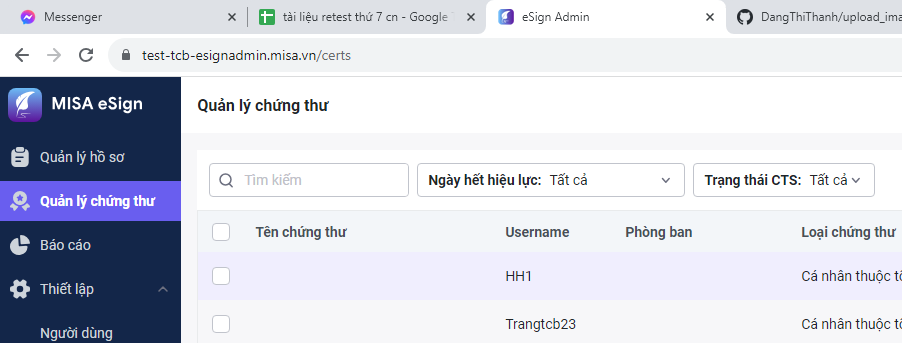 Messenger
tài liệu retest thứ 7 cn - Google
eSign Admin
DangThiThanh/upload_ima
test-tcb-esignadmin.misa.vn/certs
MISA eSign
Quản lý chứng thư
Quản lý hồ sơ
Quản lý chứng thư
Báo cáo
Thiết lập
Người dùng
Tìm kiếm
Ngày hết hiệu lực: Tất cả
Trạng thái CTS: Tất cả
Tên chứng thư
Username
Phòng ban
Loại chứng thư
HH1
Cá nhân thuộc tổ
Trangtcb23
Cá nhân thuộc tổ